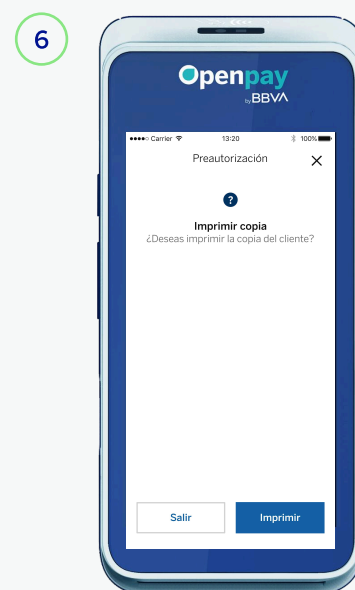 6
Openpay
by BBVA
Carrier 13:20 100%
Preautorización
?
Imprimir copia
¿Deseas imprimir la copia del cliente?
Salir Imprimir